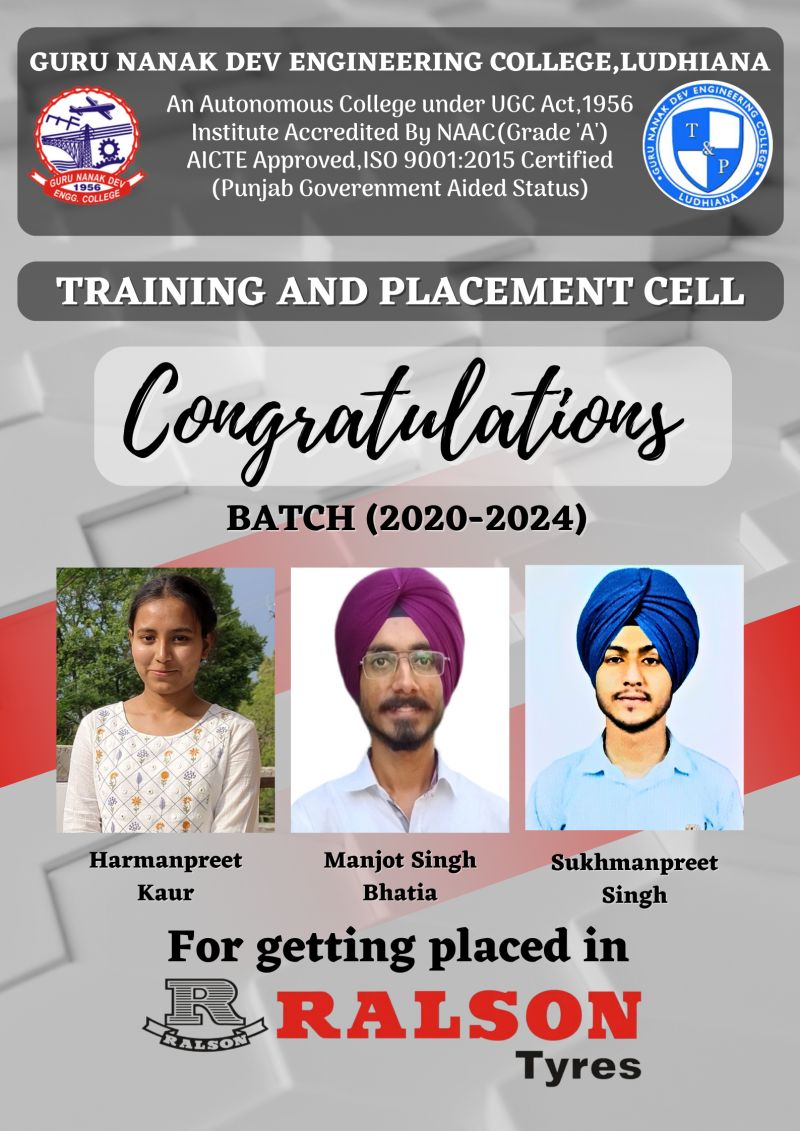 GURU NANAK DEV ENGINEERING COLLEGE,LUDHIANA
An Autonomous College under UGC Act,1956
Institute Accredited By NAAC(Grade 'A')
AICTE Approved,ISO 9001:2015 Certified
(Punjab Goverenment Aided Status)
1956
GURU NANAK DEV
ENGG. COLLEGE
GURU NANAK DEV ENGINEERING COLLEGE
T & P
LUDHIANA
TRAINING AND PLACEMENT CELL
Congratulations
BATCH (2020-2024)
Harmanpreet
Kaur
Manjot Singh
Bhatia
Sukhmanpreet
Singh
For getting placed in
R
RALSON
RALSON
Tyres